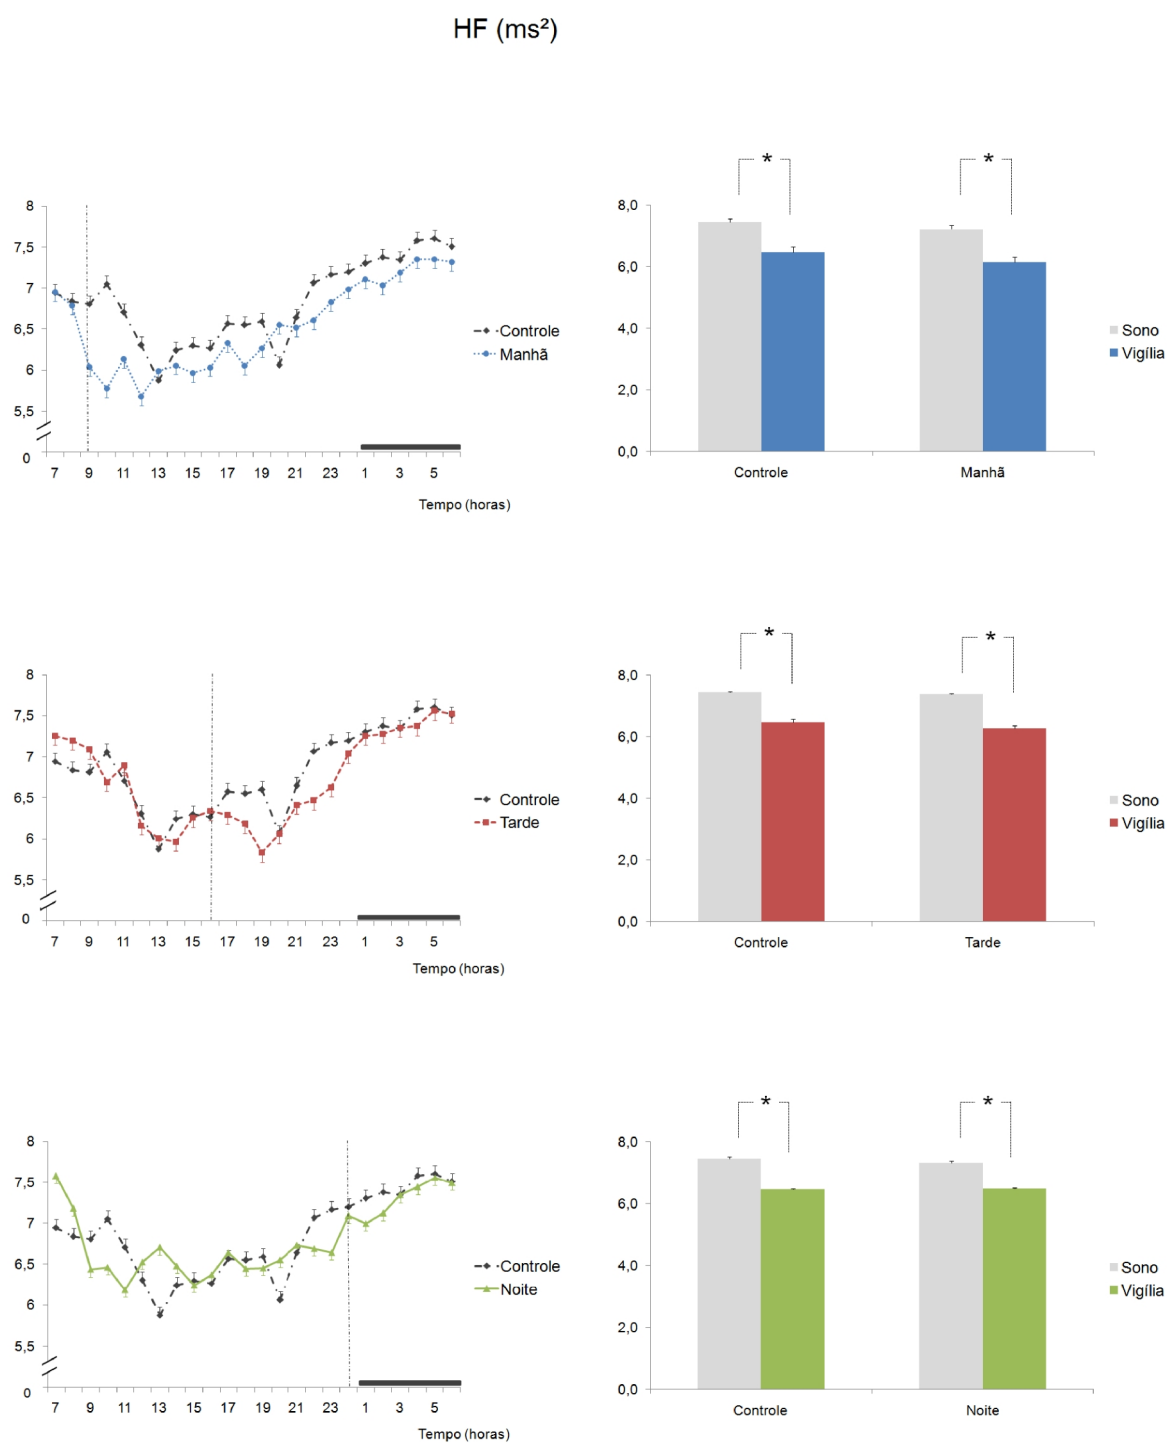 HF (ms²)
8
7,5
7
6,5
6
5,5
0
7 9 11 13 15 17 19 21 23 1 3 5
Tempo (horas)
Controle
Manhã
* *
8,0
6,0
4,0
2,0
0,0
Controle Manhã
Sono
Vigília
8
7,5
7
6,5
6
5,5
0
7 9 11 13 15 17 19 21 23 1 3 5
Tempo (horas)
Controle
Tarde
* *
8,0
6,0
4,0
2,0
0,0
Controle Tarde
Sono
Vigília
8
7,5
7
6,5
6
5,5
0
7 9 11 13 15 17 19 21 23 1 3 5
Tempo (horas)
Controle
Noite
* *
8,0
6,0
4,0
2,0
0,0
Controle Noite
Sono
Vigília